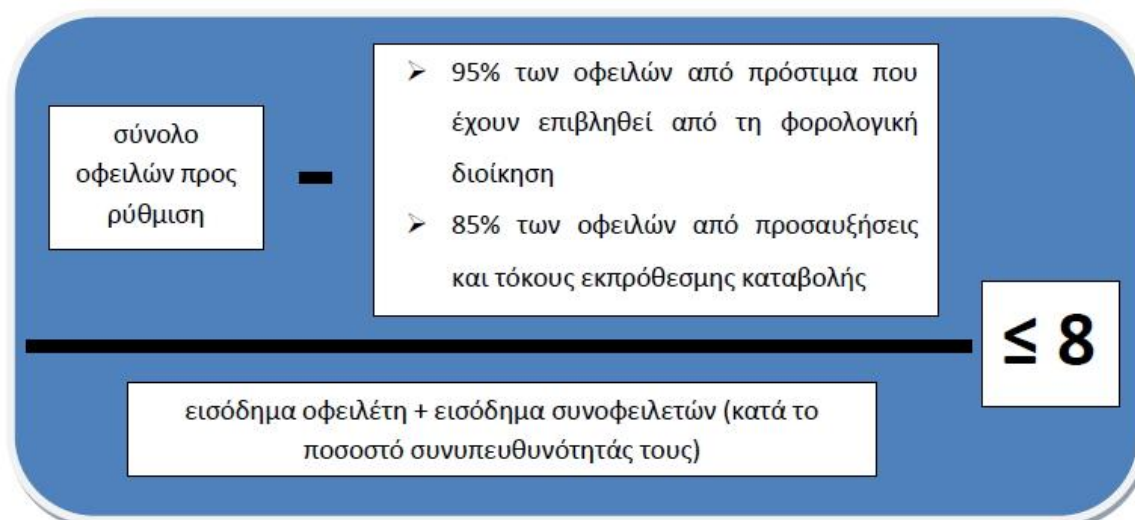 σύνολο
οφειλών προς
ρύθμιση
-
➤ 95% των οφειλών από πρόστιμα που
έχουν επιβληθεί από τη φορολογική
διοίκηση
➤ 85% των οφειλών από προσαυξήσεις
και τόκους εκπρόθεσμης καταβολής
≤ 8
εισόδημα οφειλέτη + εισόδημα συνοφειλετών (κατά το
ποσοστό συνυπευθυνότητάς τους)